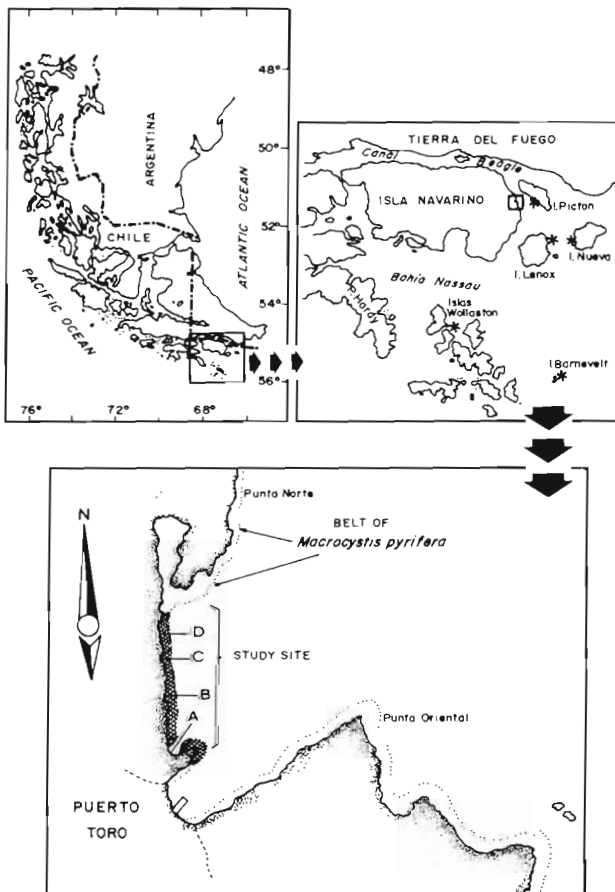 48°
50°
52°
54°
56°
76°
72°
68°
ARGENTINA
CHILE
PACIFIC OCEAN
ATLANTIC OCEAN
TIERRA DEL FUEGO
Canal Beagle
ISLA NAVARINO
I.Picton
I. Nueva
I. Lenox
Bahía Nassau
P. Hardy
Islas
Wollaston
I.Barnevelt
N
Punta Norte
BELT OF
Macrocystis pyrifera
D
C
STUDY SITE
B
A
Punta Oriental
PUERTO
TORO